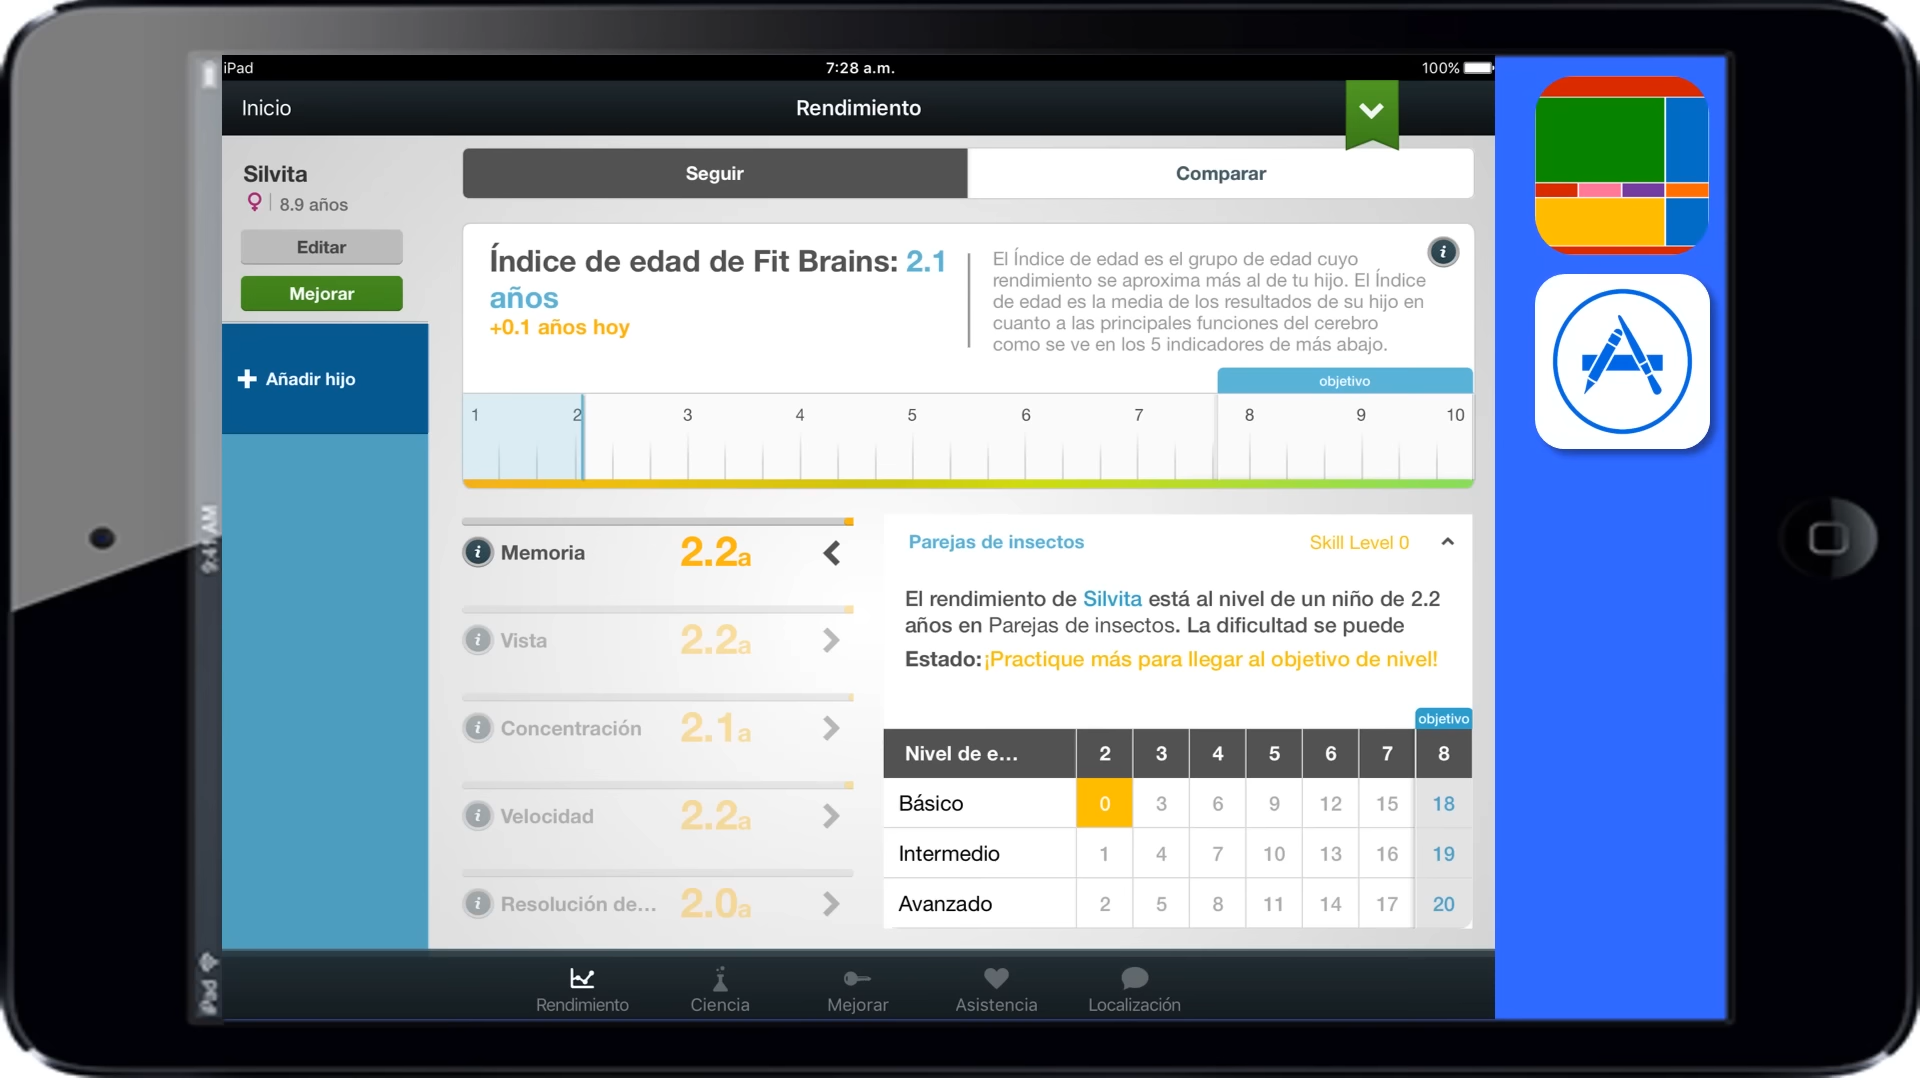 iPad
7:28 a.m.
100%
Inicio
Rendimiento
Silvita
8.9 años
Editar
Mejorar
Añadir hijo
Seguir
Comparar
Índice de edad de Fit Brains: 2.1
años
+0.1 años hoy
El Índice de edad es el grupo de edad cuyo
rendimiento se aproxima más al de tu hijo. El Índice
de edad es la media de los resultados de su hijo en
cuanto a las principales funciones del cerebro
como se ve en los 5 indicadores de más abajo.
objetivo
1 2 3 4 5 6 7 8 9 10
Memoria 2.2a
Vista 2.2a
Concentración 2.1a
Velocidad 2.2a
Resolución de... 2.0a
Parejas de insectos
Skill Level 0
El rendimiento de Silvita está al nivel de un niño de 2.2
años en Parejas de insectos. La dificultad se puede
Estado: ¡Practique más para llegar al objetivo de nivel!
objetivo
Nivel de e... 2 3 4 5 6 7 8
Básico 0 3 6 9 12 15 18
Intermedio 1 4 7 10 13 16 19
Avanzado 2 5 8 11 14 17 20
Rendimiento
Ciencia
Mejorar
Asistencia
Localización
9:41 AM
iPad